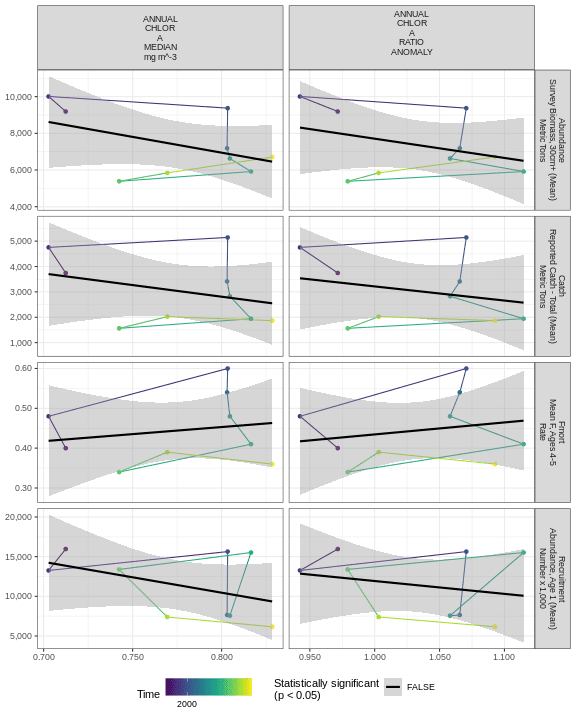 ANNUAL
CHLOR
A
MEDIAN
mg m^-3
ANNUAL
CHLOR
A
RATIO
ANOMALY
10,000
8,000
6,000
4,000
Abundance
Survey Biomass, 30cm+ (Mean)
Metric Tons
5,000
4,000
3,000
2,000
1,000
Catch
Reported Catch - Total (Mean)
Metric Tons
0.60
0.50
0.40
0.30
Fmort
Mean F, Ages 4-5
Rate
20,000
15,000
10,000
5,000
Recruitment
Abundance, Age 1 (Mean)
Number x 1,000
0.700
0.750
0.800
0.950
1.000
1.050
1.100
Time
2000
Statistically significant
(p < 0.05)
FALSE